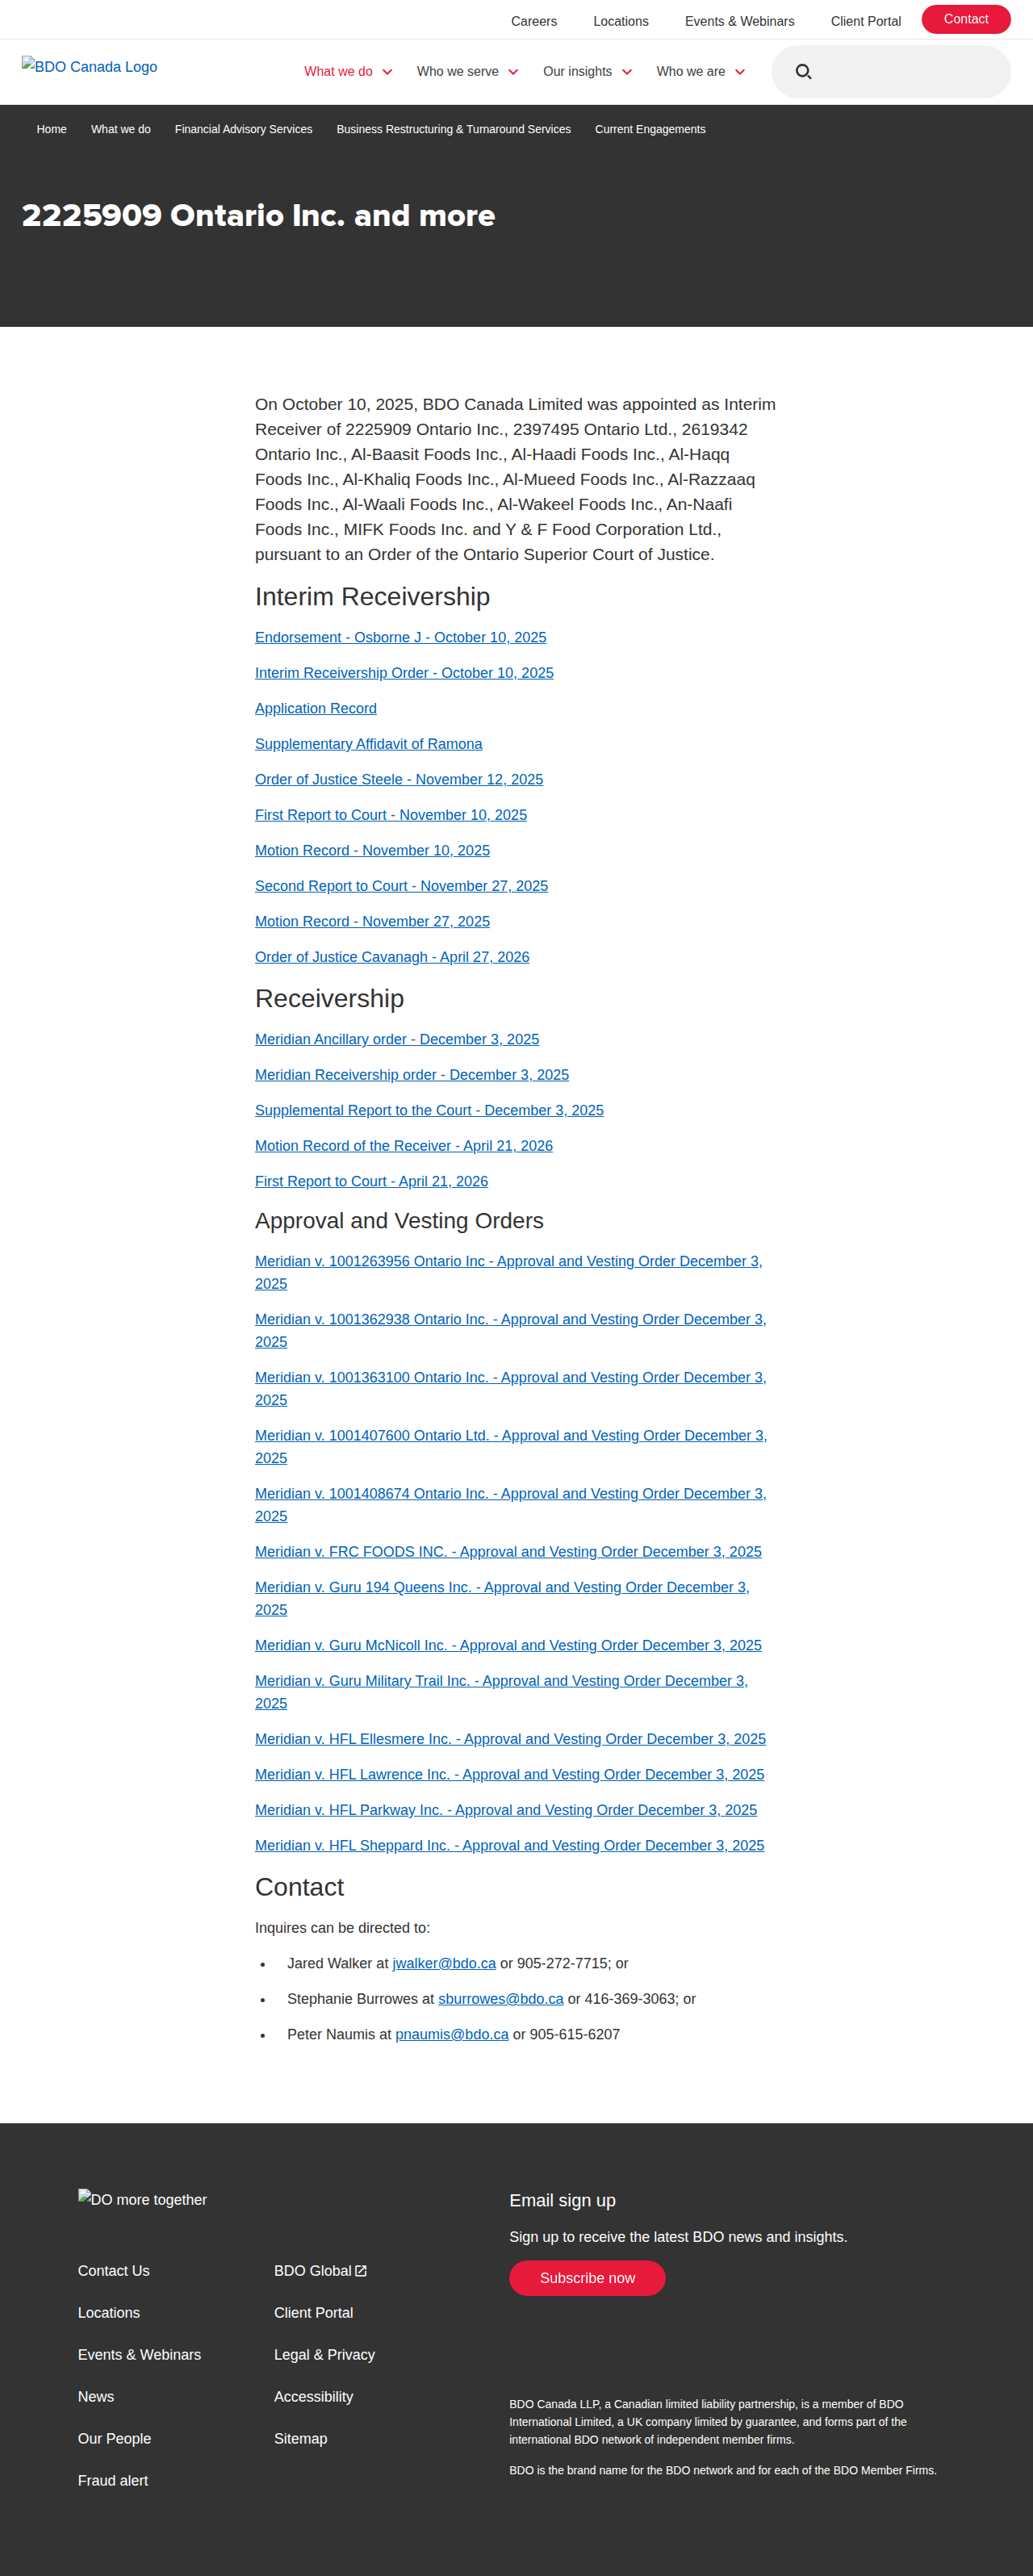 Careers
Locations
Events & Webinars
Client Portal
Contact
BDO Canada Logo
What we do
Who we serve
Our insights
Who we are
Home
What we do
Financial Advisory Services
Business Restructuring & Turnaround Services
Current Engagements
2225909 Ontario Inc. and more
On October 10, 2025, BDO Canada Limited was appointed as Interim
Receiver of 2225909 Ontario Inc., 2397495 Ontario Ltd., 2619342
Ontario Inc., Al-Baasit Foods Inc., Al-Haadi Foods Inc., Al-Haqq
Foods Inc., Al-Khaliq Foods Inc., Al-Mueed Foods Inc., Al-Razzaaq
Foods Inc., Al-Waali Foods Inc., Al-Wakeel Foods Inc., An-Naafi
Foods Inc., MIFK Foods Inc. and Y & F Food Corporation Ltd.,
pursuant to an Order of the Ontario Superior Court of Justice.
Interim Receivership
Endorsement - Osborne J - October 10, 2025
Interim Receivership Order - October 10, 2025
Application Record
Supplementary Affidavit of Ramona
Order of Justice Steele - November 12, 2025
First Report to Court - November 10, 2025
Motion Record - November 10, 2025
Second Report to Court - November 27, 2025
Motion Record - November 27, 2025
Order of Justice Cavanagh - April 27, 2026
Receivership
Meridian Ancillary order - December 3, 2025
Meridian Receivership order - December 3, 2025
Supplemental Report to the Court - December 3, 2025
Motion Record of the Receiver - April 21, 2026
First Report to Court - April 21, 2026
Approval and Vesting Orders
Meridian v. 1001263956 Ontario Inc - Approval and Vesting Order December 3,
2025
Meridian v. 1001362938 Ontario Inc. - Approval and Vesting Order December 3,
2025
Meridian v. 1001363100 Ontario Inc. - Approval and Vesting Order December 3,
2025
Meridian v. 1001407600 Ontario Ltd. - Approval and Vesting Order December 3,
2025
Meridian v. 1001408674 Ontario Inc. - Approval and Vesting Order December 3,
2025
Meridian v. FRC FOODS INC. - Approval and Vesting Order December 3, 2025
Meridian v. Guru 194 Queens Inc. - Approval and Vesting Order December 3,
2025
Meridian v. Guru McNicoll Inc. - Approval and Vesting Order December 3, 2025
Meridian v. Guru Military Trail Inc. - Approval and Vesting Order December 3,
2025
Meridian v. HFL Ellesmere Inc. - Approval and Vesting Order December 3, 2025
Meridian v. HFL Lawrence Inc. - Approval and Vesting Order December 3, 2025
Meridian v. HFL Parkway Inc. - Approval and Vesting Order December 3, 2025
Meridian v. HFL Sheppard Inc. - Approval and Vesting Order December 3, 2025
Contact
Inquires can be directed to:
• Jared Walker at jwalker@bdo.ca or 905-272-7715; or
• Stephanie Burrowes at sburrowes@bdo.ca or 416-369-3063; or
• Peter Naumis at pnaumis@bdo.ca or 905-615-6207
DO more together
Contact Us
Locations
Events & Webinars
News
Our People
Fraud alert
BDO Global
Client Portal
Legal & Privacy
Accessibility
Sitemap
Email sign up
Sign up to receive the latest BDO news and insights.
Subscribe now
BDO Canada LLP, a Canadian limited liability partnership, is a member of BDO
International Limited, a UK company limited by guarantee, and forms part of the
international BDO network of independent member firms.
BDO is the brand name for the BDO network and for each of the BDO Member Firms.